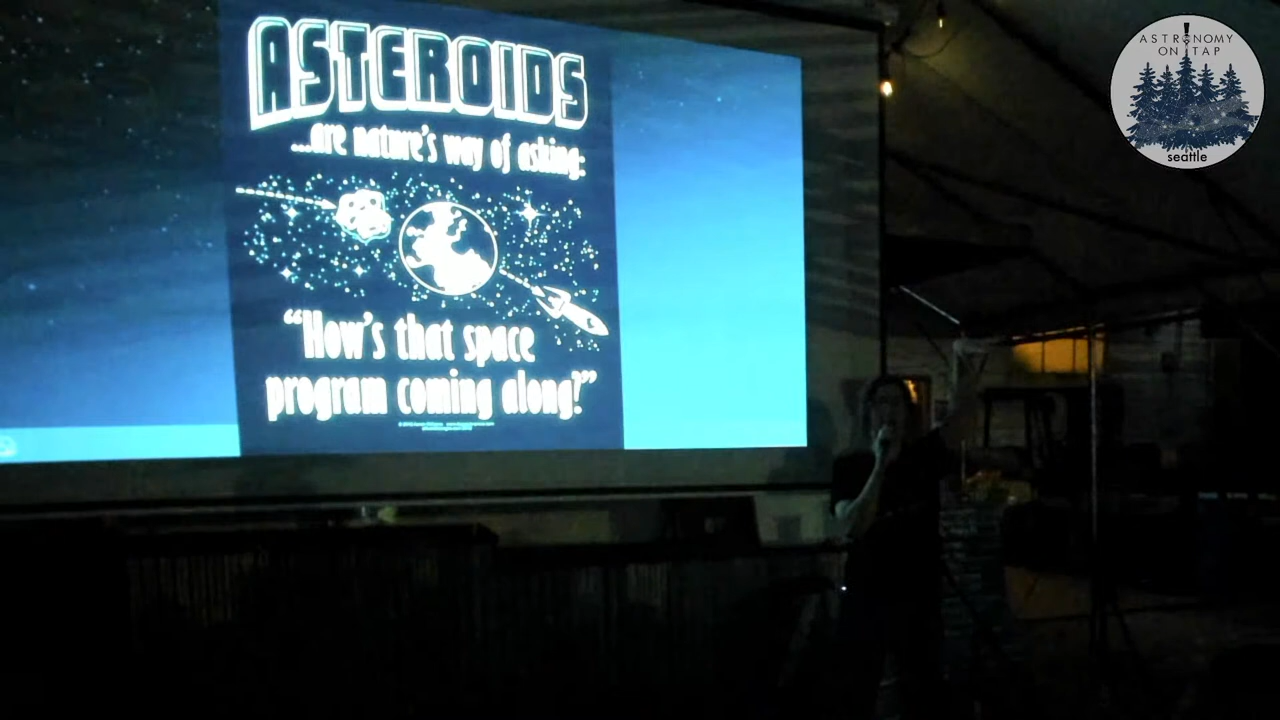 ASTEROIDS
...are nature's way of asking:
"How's that space
program coming along?"
ASTRONOMY
ON TAP
seattle